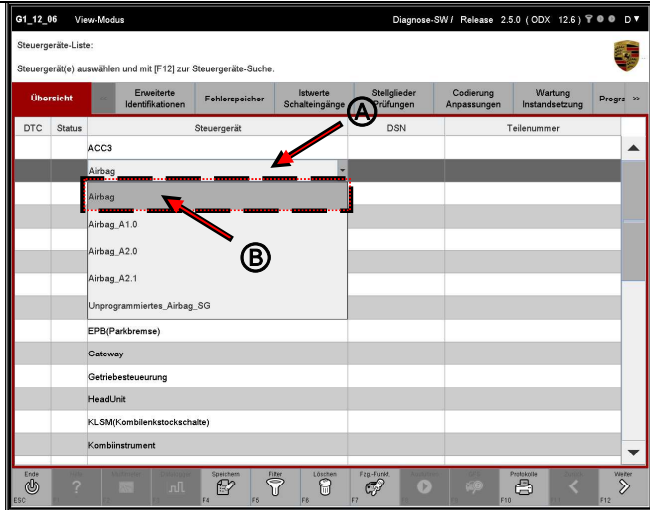 G1_12_06 View-Modus Diagnose-SW / Release 2.5.0 ( ODX 12.6 ) D
Steuergeräte-Liste:
Steuergerät(e) auswählen und mit [F12] zur Steuergeräte-Suche.
Übersicht >> Erweiterte Identifikationen Fehlerspeicher Istwerte Schalteingänge Stellglieder Prüfungen Codierung Anpassungen Wartung Instandsetzung Progra >>
A
DTC Status Steuergerät DSN Teilenummer
ACC3
Airbag
Airbag
Airbag_A1.0
B
Airbag_A2.0
Airbag_A2.1
Unprogrammiertes_Airbag_SG
EPB(Parkbremse)
Gateway
Getriebesteueurung
HeadUnit
KLSM(Kombilenkstockschalte)
Kombiinstrument
Ende Speichern Filter Löschen Fzg-Funkt. Protokolle Weiter
ESC F4 F5 F6 F7 F10 F12